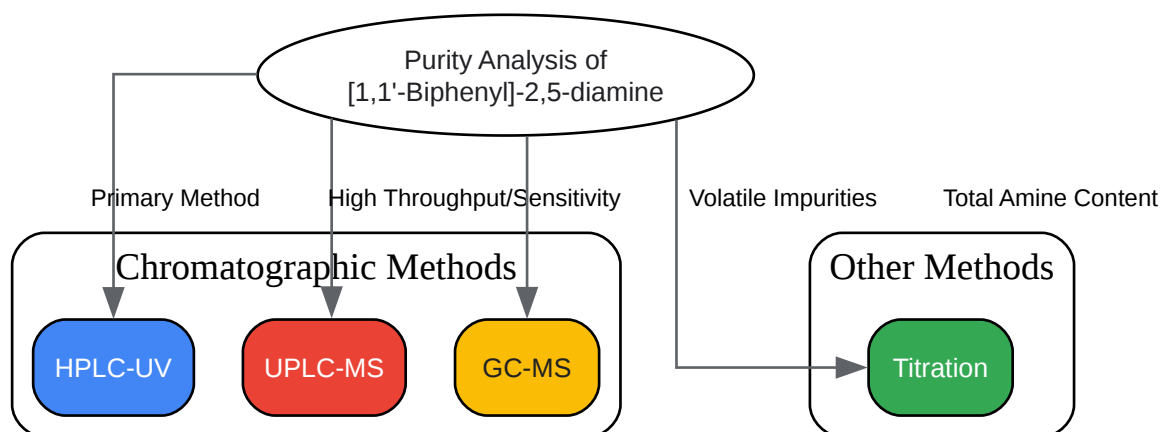 Purity Analysis of
[1,1'-Biphenyl]-2,5-diamine
Primary Method
High Throughput/Sensitivity
Volatile Impurities
Total Amine Content
Chromatographic Methods
Other Methods
HPLC-UV
UPLC-MS
GC-MS
Titration